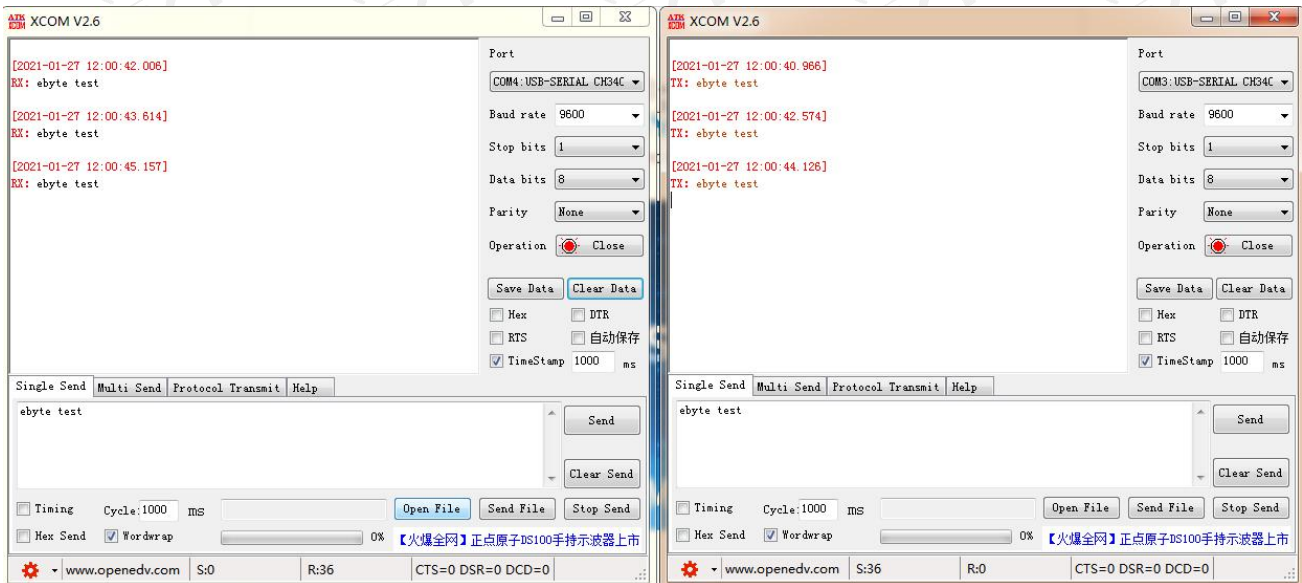 ATK XCOM XCOM V2.6
[2021-01-27 12:00:42.006]
RX: ebyte test
[2021-01-27 12:00:43.614]
RX: ebyte test
[2021-01-27 12:00:45.157]
RX: ebyte test
Port
COM4:USB-SERIAL CH34C
Baud rate 9600
Stop bits 1
Data bits 8
Parity None
Operation Close
Save Data Clear Data
Hex DTR
RTS 自动保存
TimeStamp 1000 ms
Single Send Multi Send Protocol Transmit Help
ebyte test
Send
Clear Send
Timing Cycle:1000 ms Open File Send File Stop Send
Hex Send Wordwrap 0% 【火爆全网】正点原子DS100手持示波器上市
www.openedv.com S:0 R:36 CTS=0 DSR=0 DCD=0
ATK XCOM XCOM V2.6
[2021-01-27 12:00:40.966]
TX: ebyte test
[2021-01-27 12:00:42.574]
TX: ebyte test
[2021-01-27 12:00:44.126]
TX: ebyte test
Port
COM3:USB-SERIAL CH34C
Baud rate 9600
Stop bits 1
Data bits 8
Parity None
Operation Close
Save Data Clear Data
Hex DTR
RTS 自动保存
TimeStamp 1000 ms
Single Send Multi Send Protocol Transmit Help
ebyte test
Send
Clear Send
Timing Cycle:1000 ms Open File Send File Stop Send
Hex Send Wordwrap 0% 【火爆全网】正点原子DS100手持示波器上市
www.openedv.com S:36 R:0 CTS=0 DSR=0 DCD=0